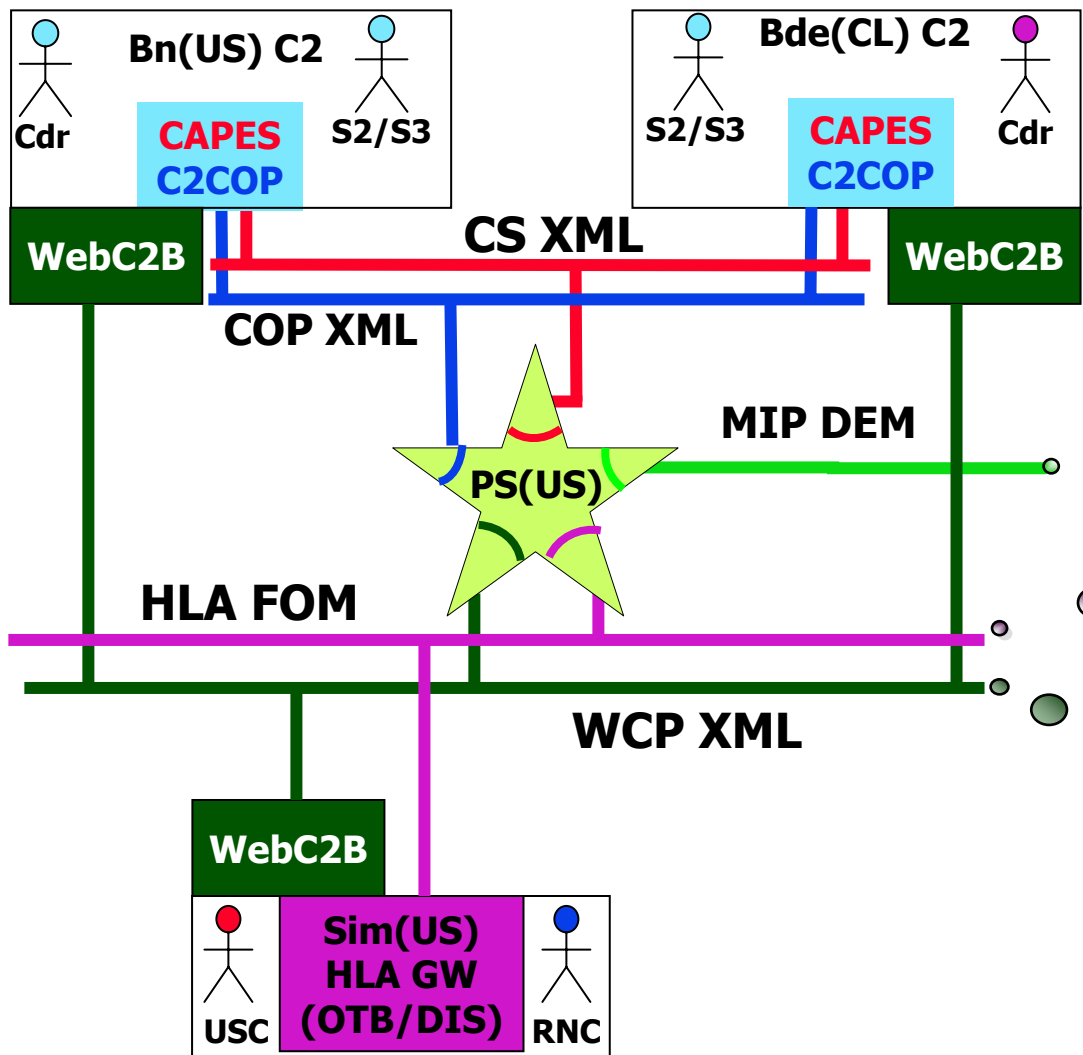 Bn(US) C2
Cdr
S2/S3
CAPES
C2COP
WebC2B
Bde(CL) C2
S2/S3
Cdr
CAPES
C2COP
WebC2B
CS XML
COP XML
MIP DEM
PS(US)
HLA FOM
WCP XML
WebC2B
USC
Sim(US)
HLA GW
(OTB/DIS)
RNC